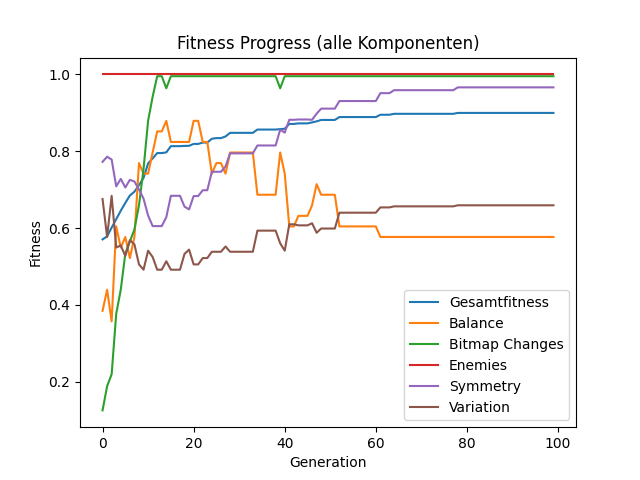 Fitness Progress (alle Komponenten)
Fitness
1.0
0.8
0.6
0.4
0.2
0
20
40
60
80
100
Generation
Gesamtfitness
Balance
Bitmap Changes
Enemies
Symmetry
Variation